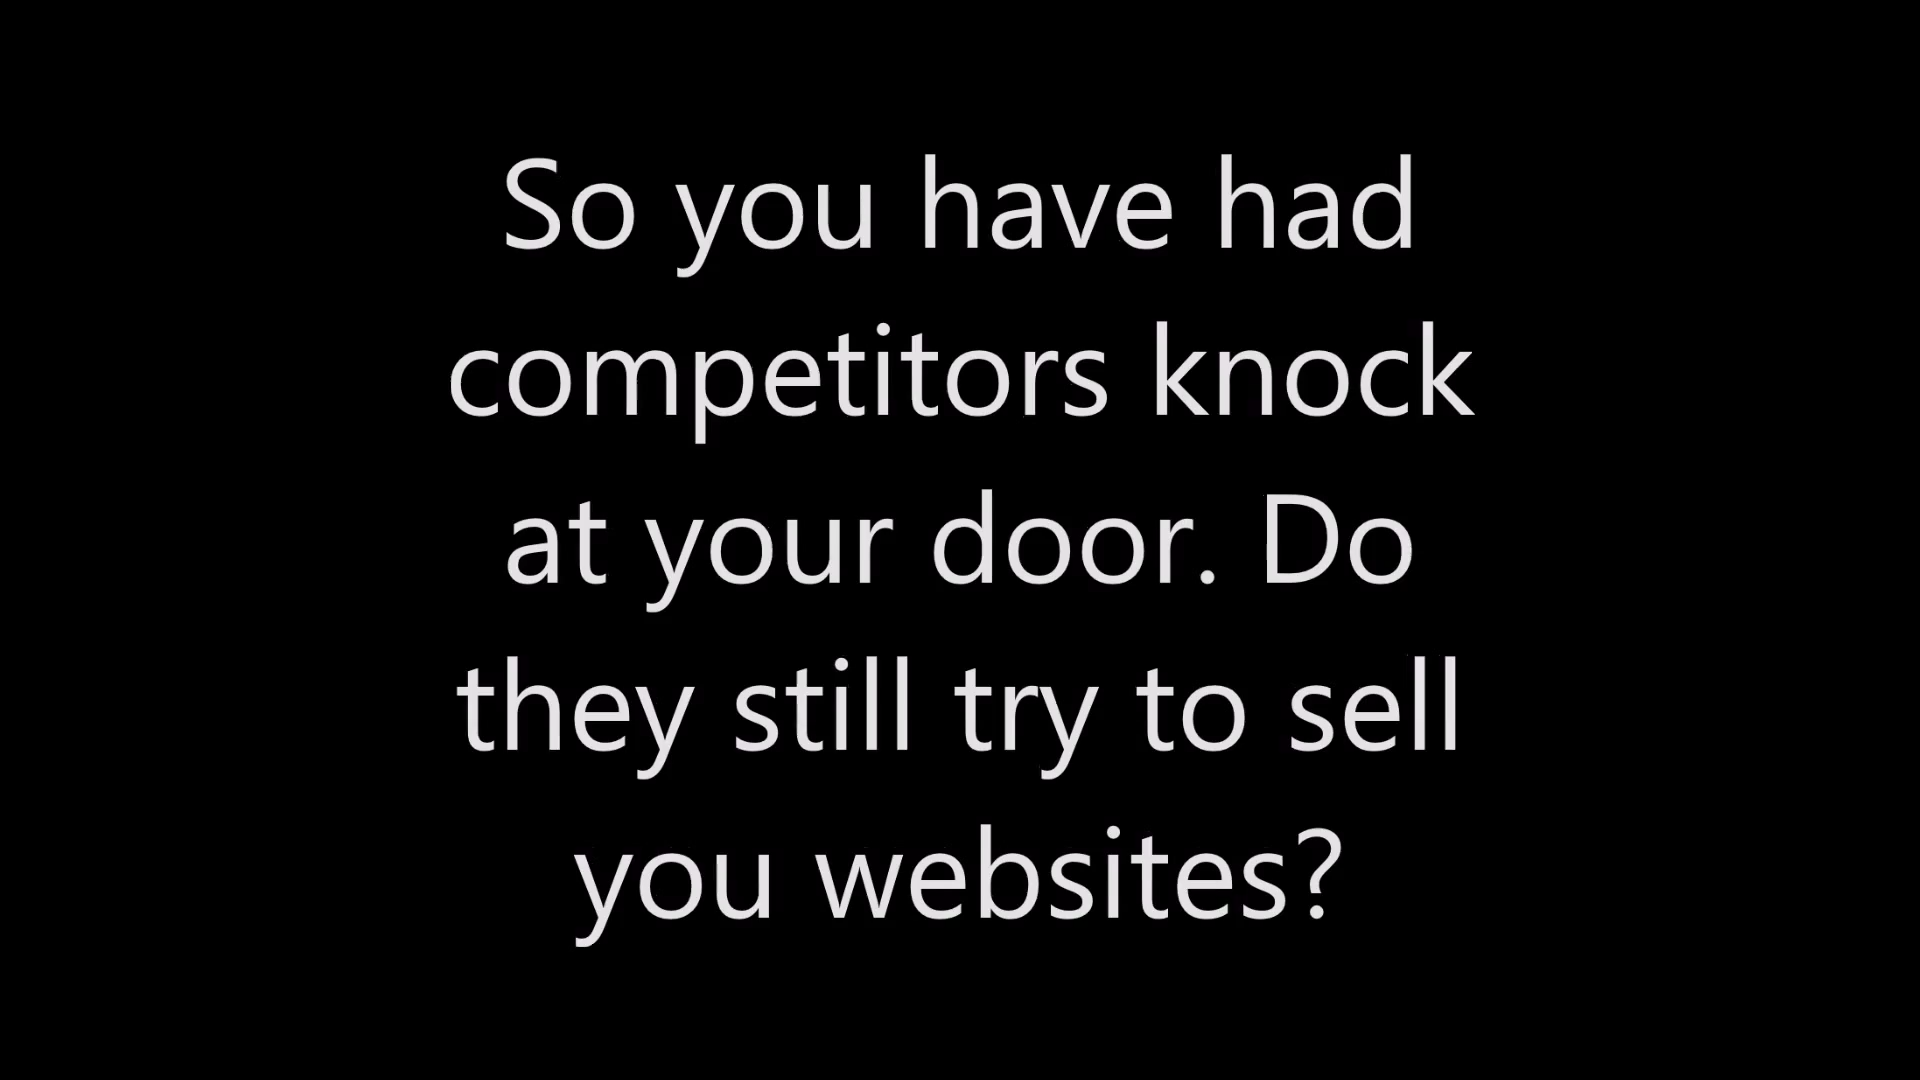 So you have had
competitors knock
at your door. Do
they still try to sell
you websites?